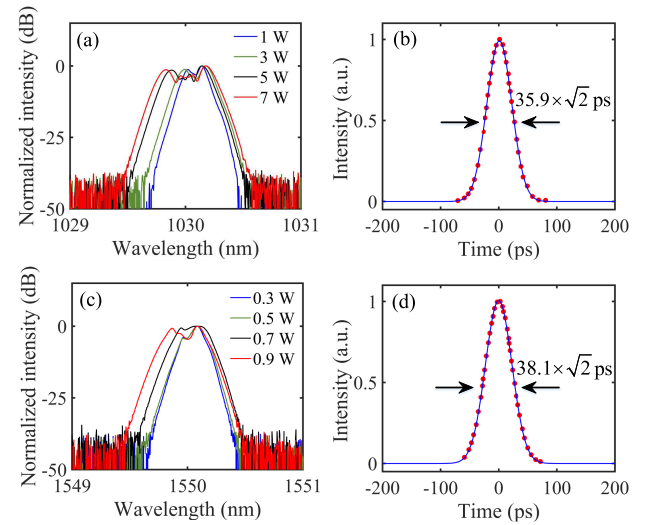 (a)
1 W
3 W
5 W
7 W
0
-25
-50
1029
1030
1031
Wavelength (nm)
Normalized intensity (dB)
(b)
35.9×√2 ps
1
0.5
0
-200
-100
0
100
200
Time (ps)
Intensity (a.u.)
(c)
0.3 W
0.5 W
0.7 W
0.9 W
0
-25
-50
1549
1550
1551
Wavelength (nm)
Normalized intensity (dB)
(d)
38.1×√2 ps
1
0.5
0
-200
-100
0
100
200
Time (ps)
Intensity (a.u.)